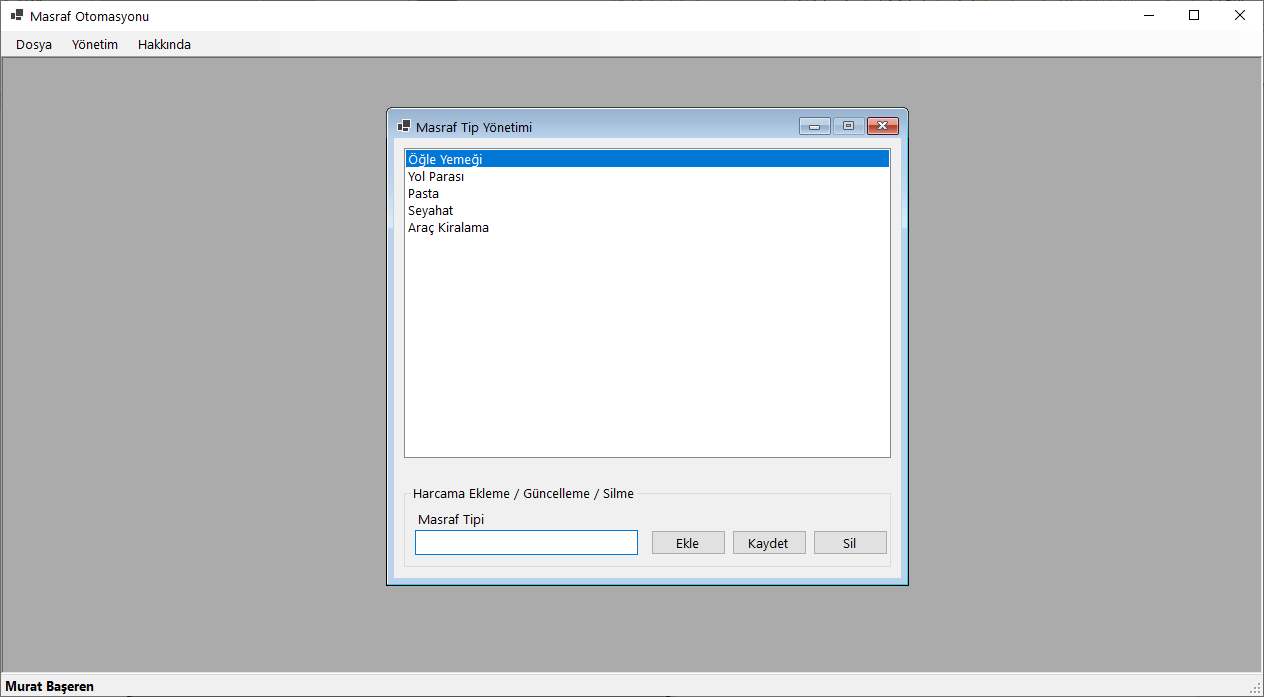 Masraf Otomasyonu
Dosya Yönetim Hakkında
Masraf Tip Yönetimi
Öğle Yemeği
Yol Parası
Pasta
Seyahat
Araç Kiralama
Harcama Ekleme / Güncelleme / Silme
Masraf Tipi
Ekle Kaydet Sil
Murat Başeren